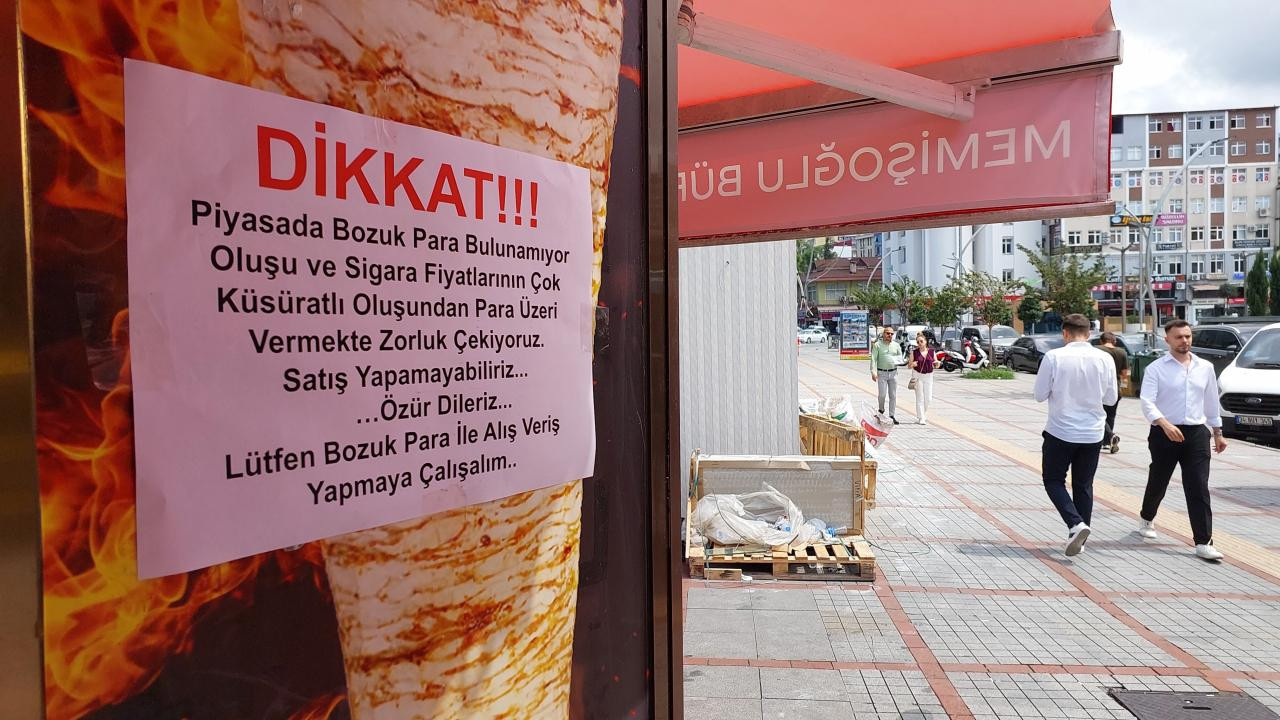 DİKKAT!!!
Piyasada Bozuk Para Bulunamıyor
Oluşu ve Sigara Fiyatlarının Çok
Küsüratlı Oluşundan Para Üzeri
Vermekte Zorluk Çekiyoruz.
Satış Yapamayabiliriz...
...Özür Dileriz...
Lütfen Bozuk Para İle Alış Veriş
Yapmaya Çalışalım..
MEMİŞOĞLU BÜF